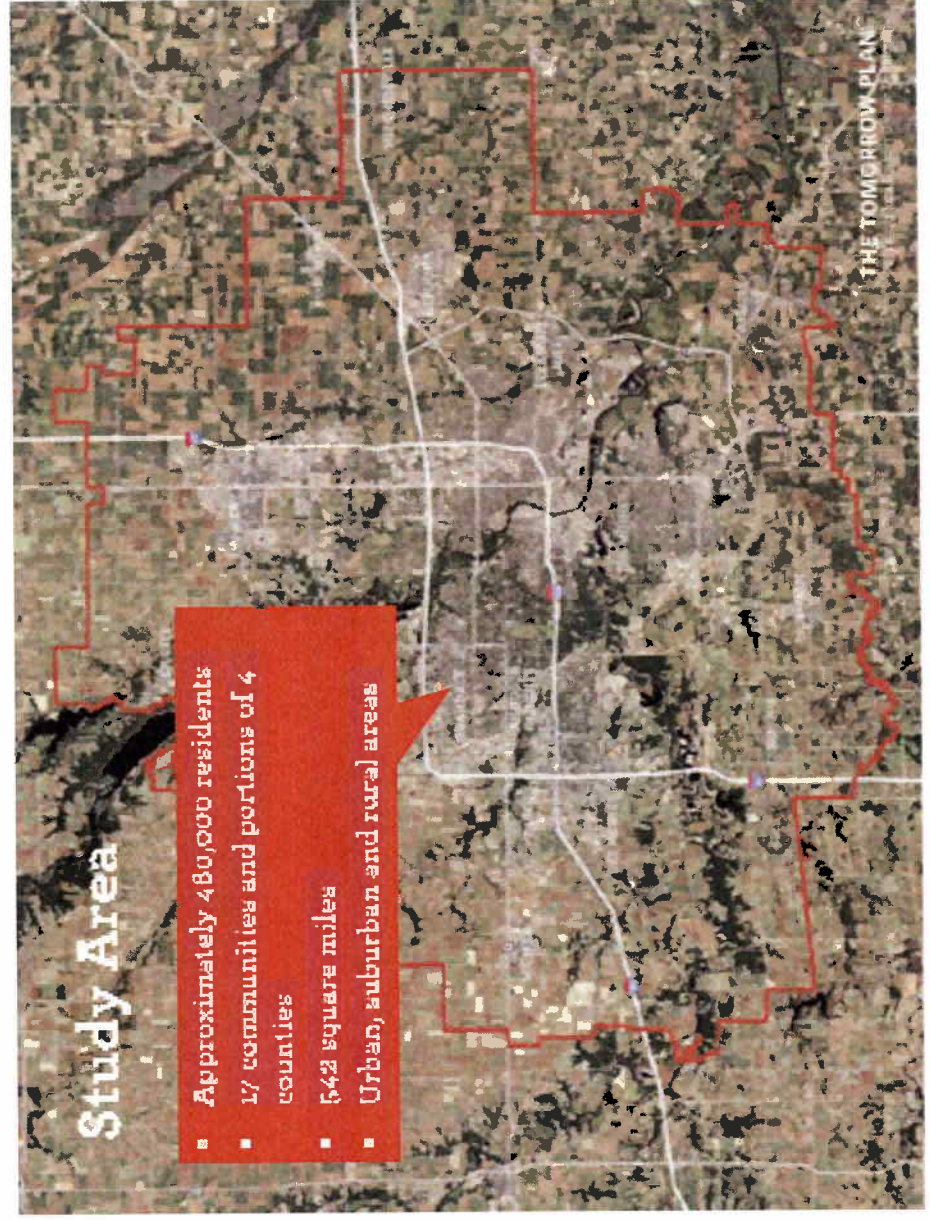 Study Area
▪ Approximately 480,000 residents
▪ 17 communities and portions of 4
counties
▪ 542 square miles
▪ Urban, suburban and rural areas
THE TOMORROW PLAN